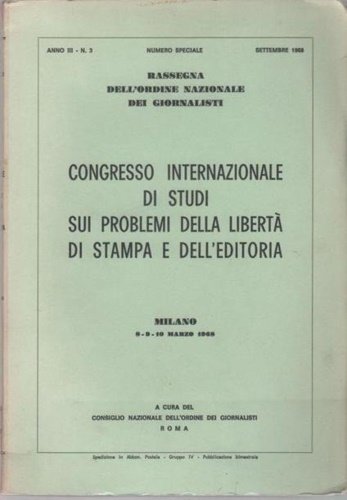 ANNO III - N. 3 NUMERO SPECIALE SETTEMBRE 1968
RASSEGNA
DELL'ORDINE NAZIONALE
DEI GIORNALISTI
CONGRESSO INTERNAZIONALE
DI STUDI
SUI PROBLEMI DELLA LIBERTÀ
DI STAMPA E DELL'EDITORIA
MILANO
8-9-10 MARZO 1968
A CURA DEL
CONSIGLIO NAZIONALE DELL'ORDINE DEI GIORNALISTI
ROMA
Spedizione in Abbon. Postale - Gruppo IV - Pubblicazione bimestrale